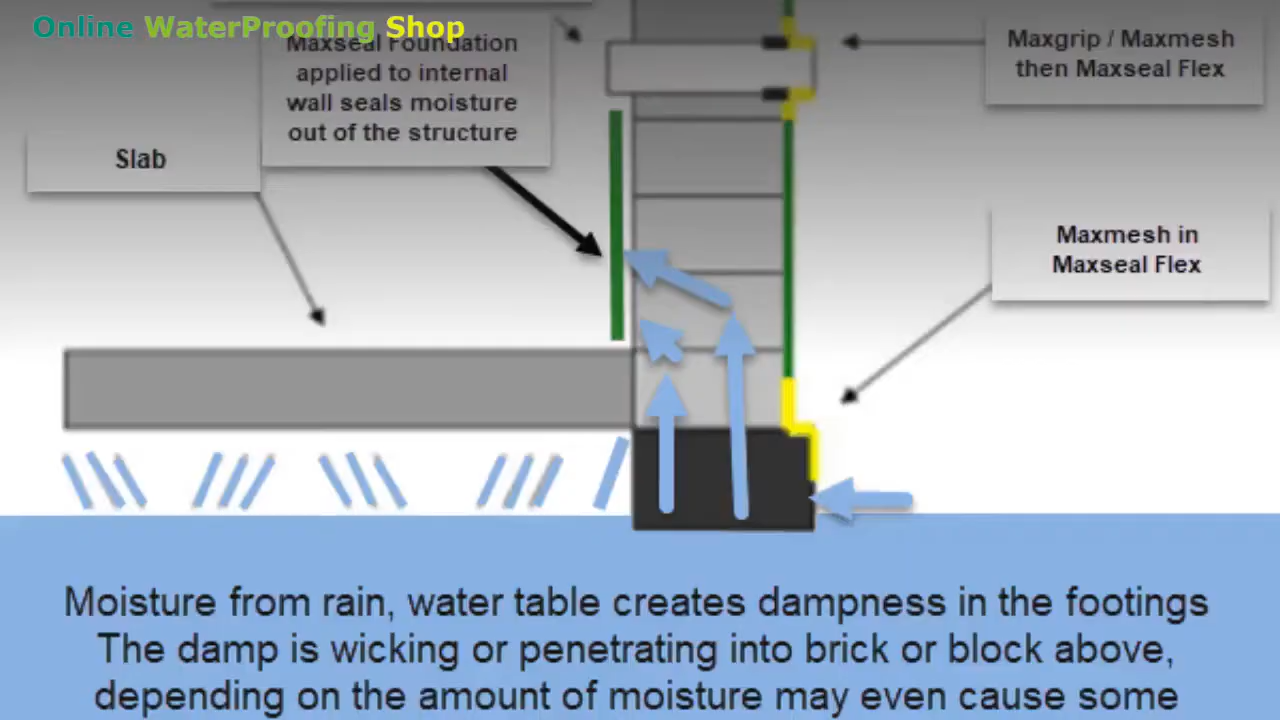 Online WaterProofing Shop
Maxseal Foundation
applied to internal
wall seals moisture
out of the structure
Maxgrip / Maxmesh
then Maxseal Flex
Slab
Maxmesh in
Maxseal Flex
Moisture from rain, water table creates dampness in the footings
The damp is wicking or penetrating into brick or block above,
depending on the amount of moisture may even cause some